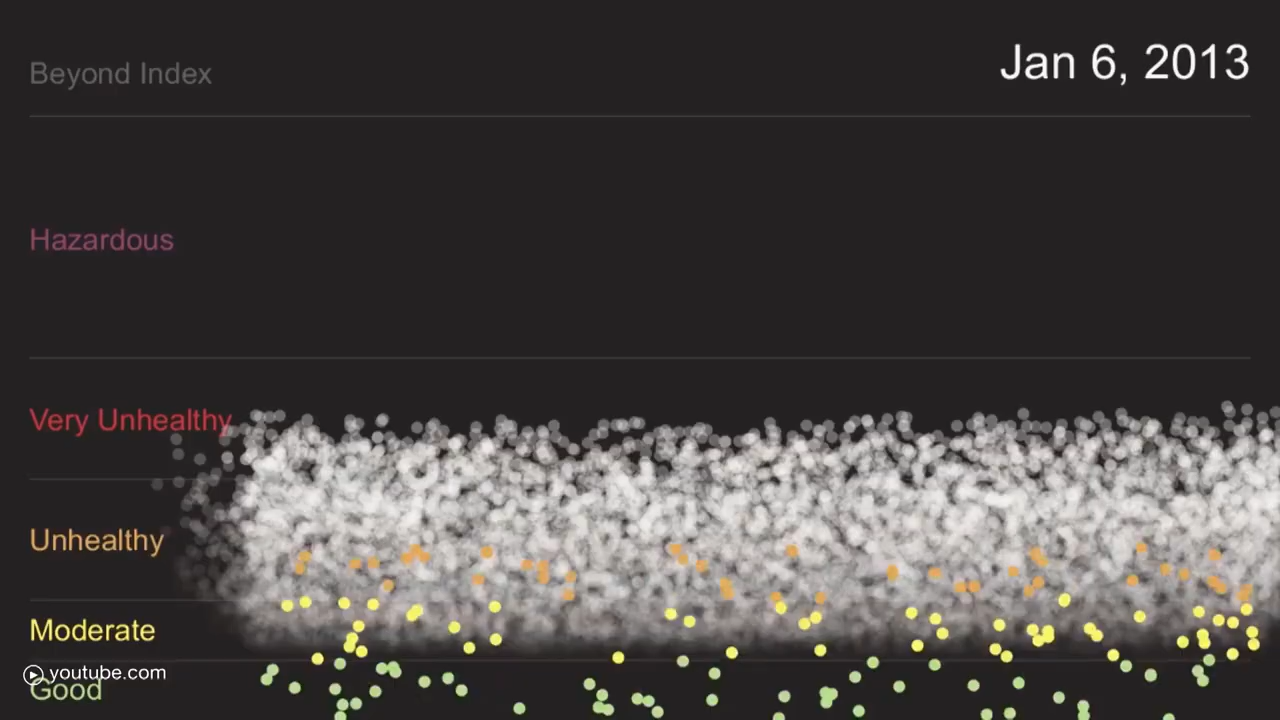 Beyond Index
Jan 6, 2013
Hazardous
Very Unhealthy
Unhealthy
Moderate
youtube.com
Good